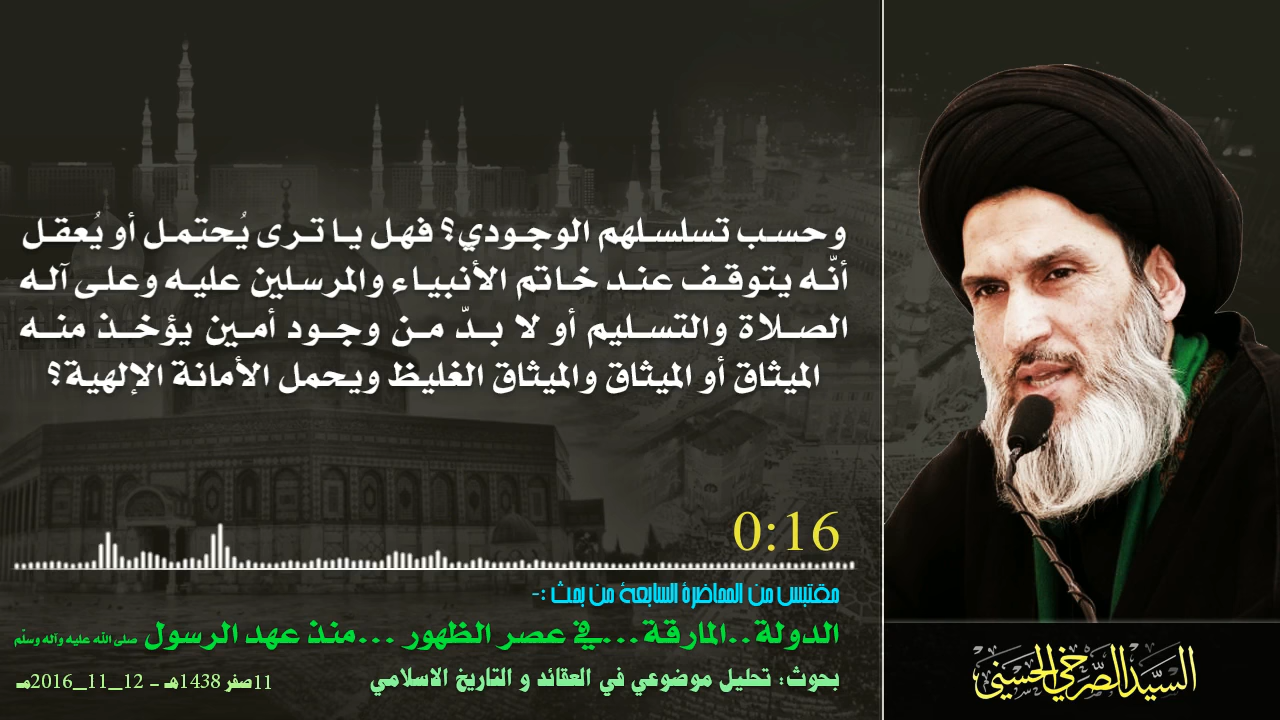 وحسب تسلسلهم الوجودي؟ فهل يا ترى يُحتمل أو يُعقل
أنّه يتوقف عند خاتم الأنبياء والمرسلين عليه وعلى آله
الصلاة والتسليم أو لا بدّ من وجود أمين يؤخذ منه
الميثاق أو الميثاق والميثاق الغليظ ويحمل الأمانة الإلهية؟
0:16
مقتبس من المحاضرة السابعة من بحث :-
الدولة..المارقة...في عصر الظهور ...منذ عهد الرسول صلى الله عليه وآله وسلّم
بحوث: تحليل موضوعي في العقائد و التاريخ الاسلامي
11صفر 1438هـ - 12_11_2016مـ
السيد الصرخي الحسني